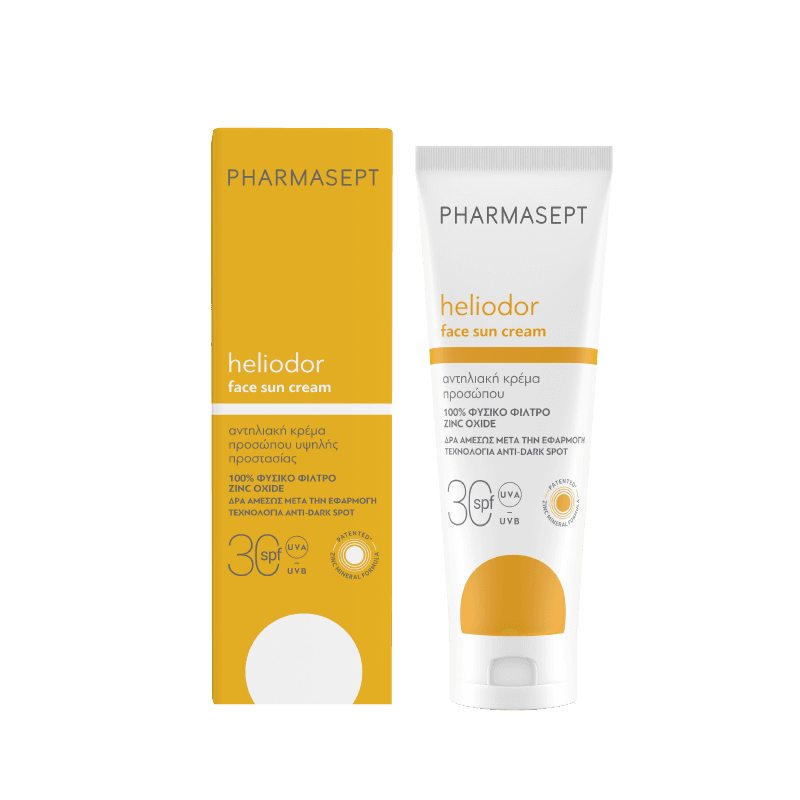 PHARMASEPT
heliodor
face sun cream
αντηλιακή κρέμα
προσώπου υψηλής
προστασίας
100% ΦΥΣΙΚΟ ΦΙΛΤΡΟ
ZINC OXIDE
ΔΡΑ ΑΜΕΣΩΣ ΜΕΤΑ ΤΗΝ ΕΦΑΡΜΟΓΗ
ΤΕΧΝΟΛΟΓΙΑ ANTI-DARK SPOT
30 spf UVA
–
UVB
PATENTED*
ZINC MINERAL FORMULA
PHARMASEPT
heliodor
face sun cream
αντηλιακή κρέμα
προσώπου
100% ΦΥΣΙΚΟ ΦΙΛΤΡΟ
ZINC OXIDE
ΔΡΑ ΑΜΕΣΩΣ ΜΕΤΑ ΤΗΝ ΕΦΑΡΜΟΓΗ
ΤΕΧΝΟΛΟΓΙΑ ANTI-DARK SPOT
30 spf UVA
–
UVB
PATENTED*
ZINC MINERAL FORMULA